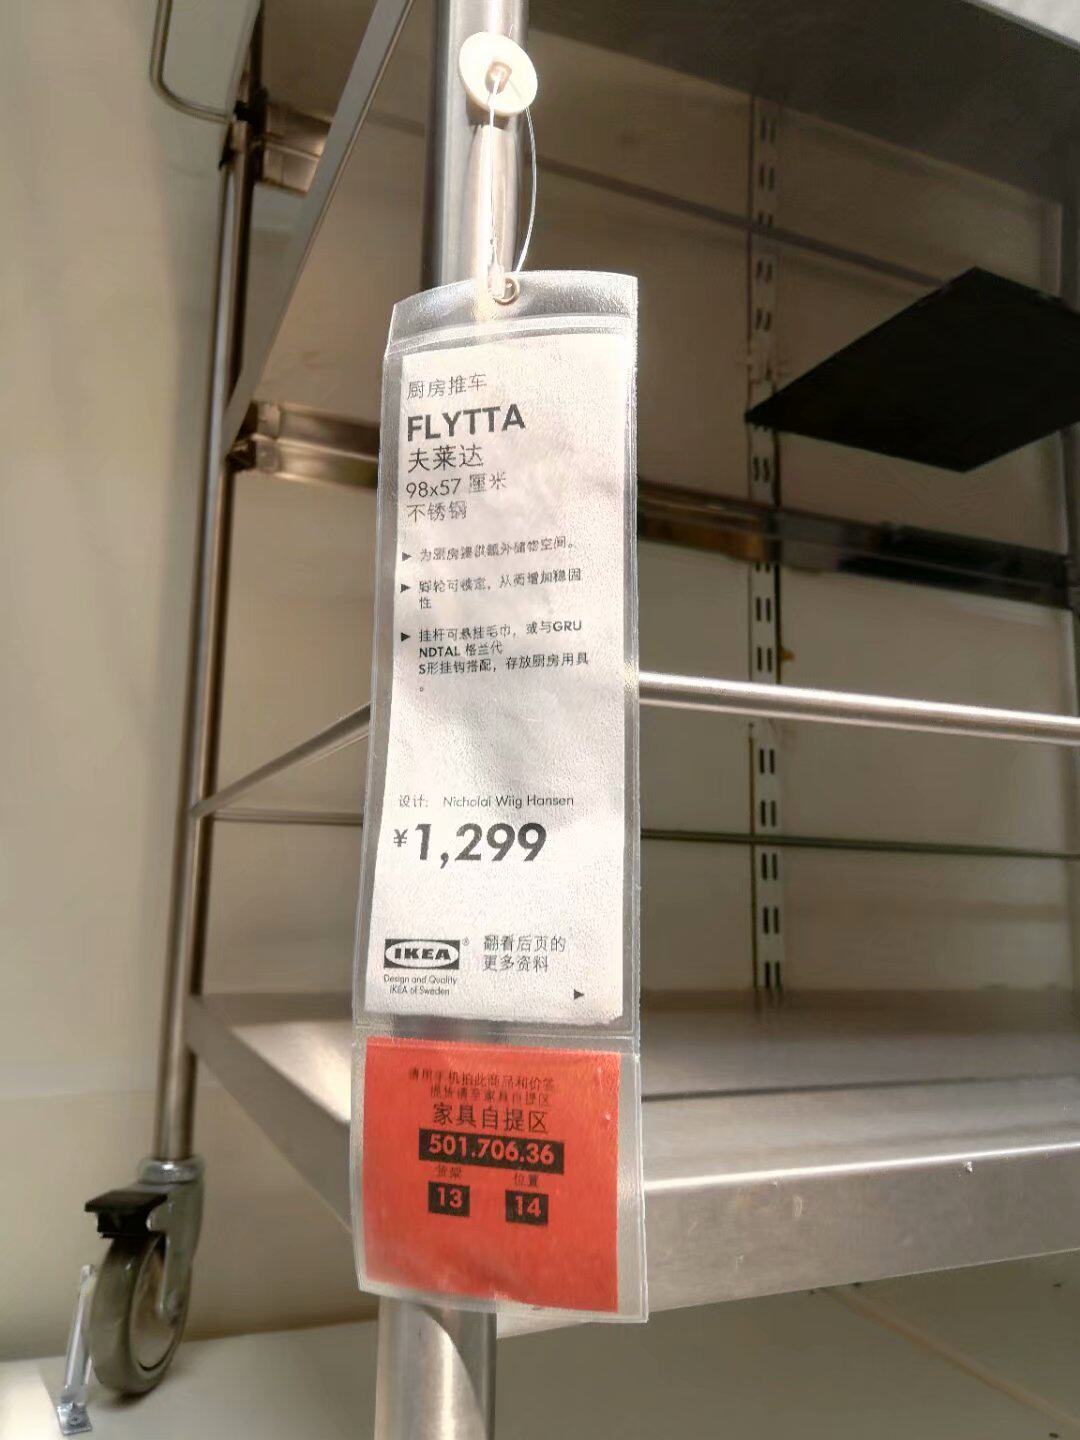 厨房推车
FLYTTA
夫莱达
98x57 厘米
不锈钢
▶ 为厨房提供额外储物空间。
▶ 脚轮可锁定，从而增加稳固
性
▶ 挂杆可悬挂毛巾，或与GRU
NDTAL 格兰代
S形挂钩搭配，存放厨房用具
。
设计： Nicholai Wiig Hansen
¥1,299
IKEA® 翻看后页的
更多资料
Design and Quality
IKEA of Sweden
▶
请用手机拍此商品和价签
提货请至家具自提区
家具自提区
501.706.36
货架 位置
13 14